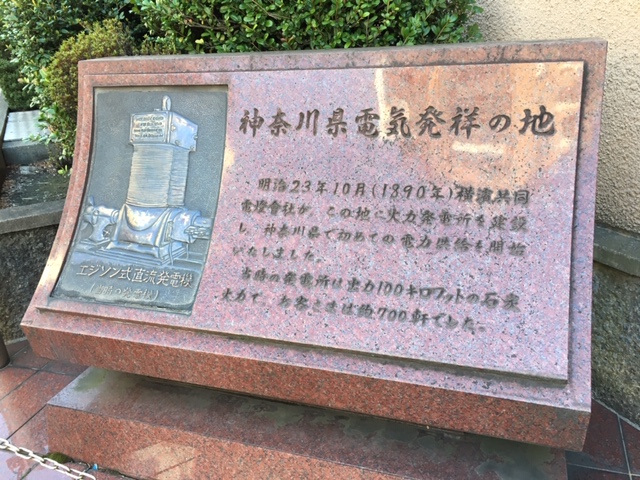 神奈川県電気発祥の地
明治23年10月(1890年)横濱共同
電燈會社が、この地に火力発電所を建設
し、神奈川県で初めての電力供給を開始
いたしました。
当時の発電所は出力100キロワットの石炭
火力で、お客さまは約700軒でした。
エジソン式直流発電機